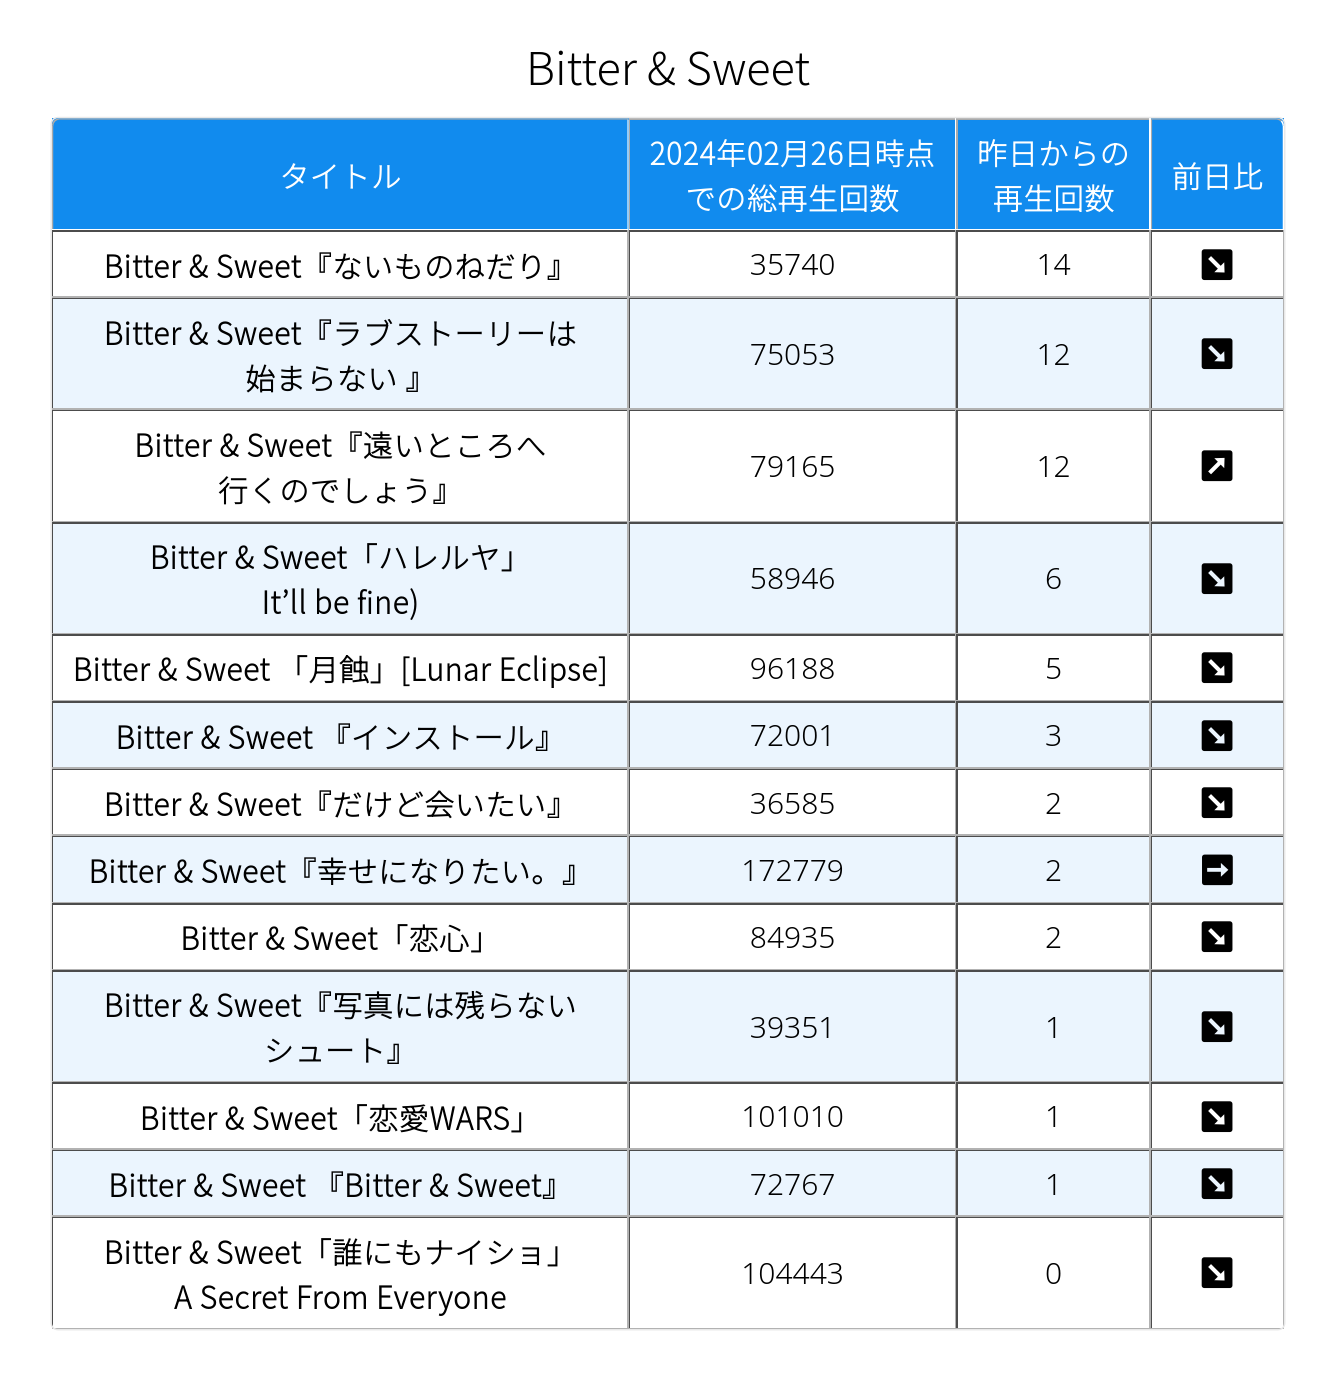 Bitter & Sweet
タイトル
2024年02月26日時点
での総再生回数
昨日からの
再生回数
前日比
Bitter & Sweet『ないものねだり』
35740
14
Bitter & Sweet『ラブストーリーは
始まらない 』
75053
12
Bitter & Sweet『遠いところへ
行くのでしょう』
79165
12
Bitter & Sweet「ハレルヤ」
It’ll be fine)
58946
6
Bitter & Sweet 「月蝕」[Lunar Eclipse]
96188
5
Bitter & Sweet 『インストール』
72001
3
Bitter & Sweet『だけど会いたい』
36585
2
Bitter & Sweet『幸せになりたい。』
172779
2
Bitter & Sweet「恋心」
84935
2
Bitter & Sweet『写真には残らない
シュート』
39351
1
Bitter & Sweet「恋愛WARS」
101010
1
Bitter & Sweet 『Bitter & Sweet』
72767
1
Bitter & Sweet「誰にもナイショ」
A Secret From Everyone
104443
0